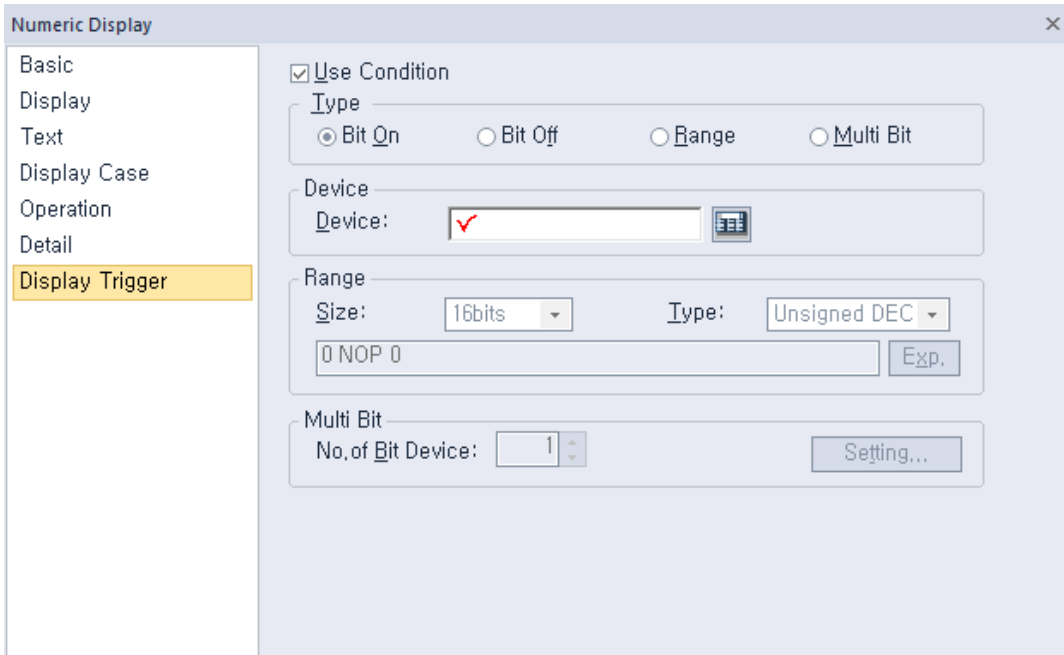 Numeric Display
Basic
Display
Text
Display Case
Operation
Detail
Display Trigger
Use Condition
Type
Bit On
Bit Off
Range
Multi Bit
Device
Device:
Range
Size:
16bits
Type:
Unsigned DEC
0 NOP 0
Exp.
Multi Bit
No.of Bit Device:
1
Setting...